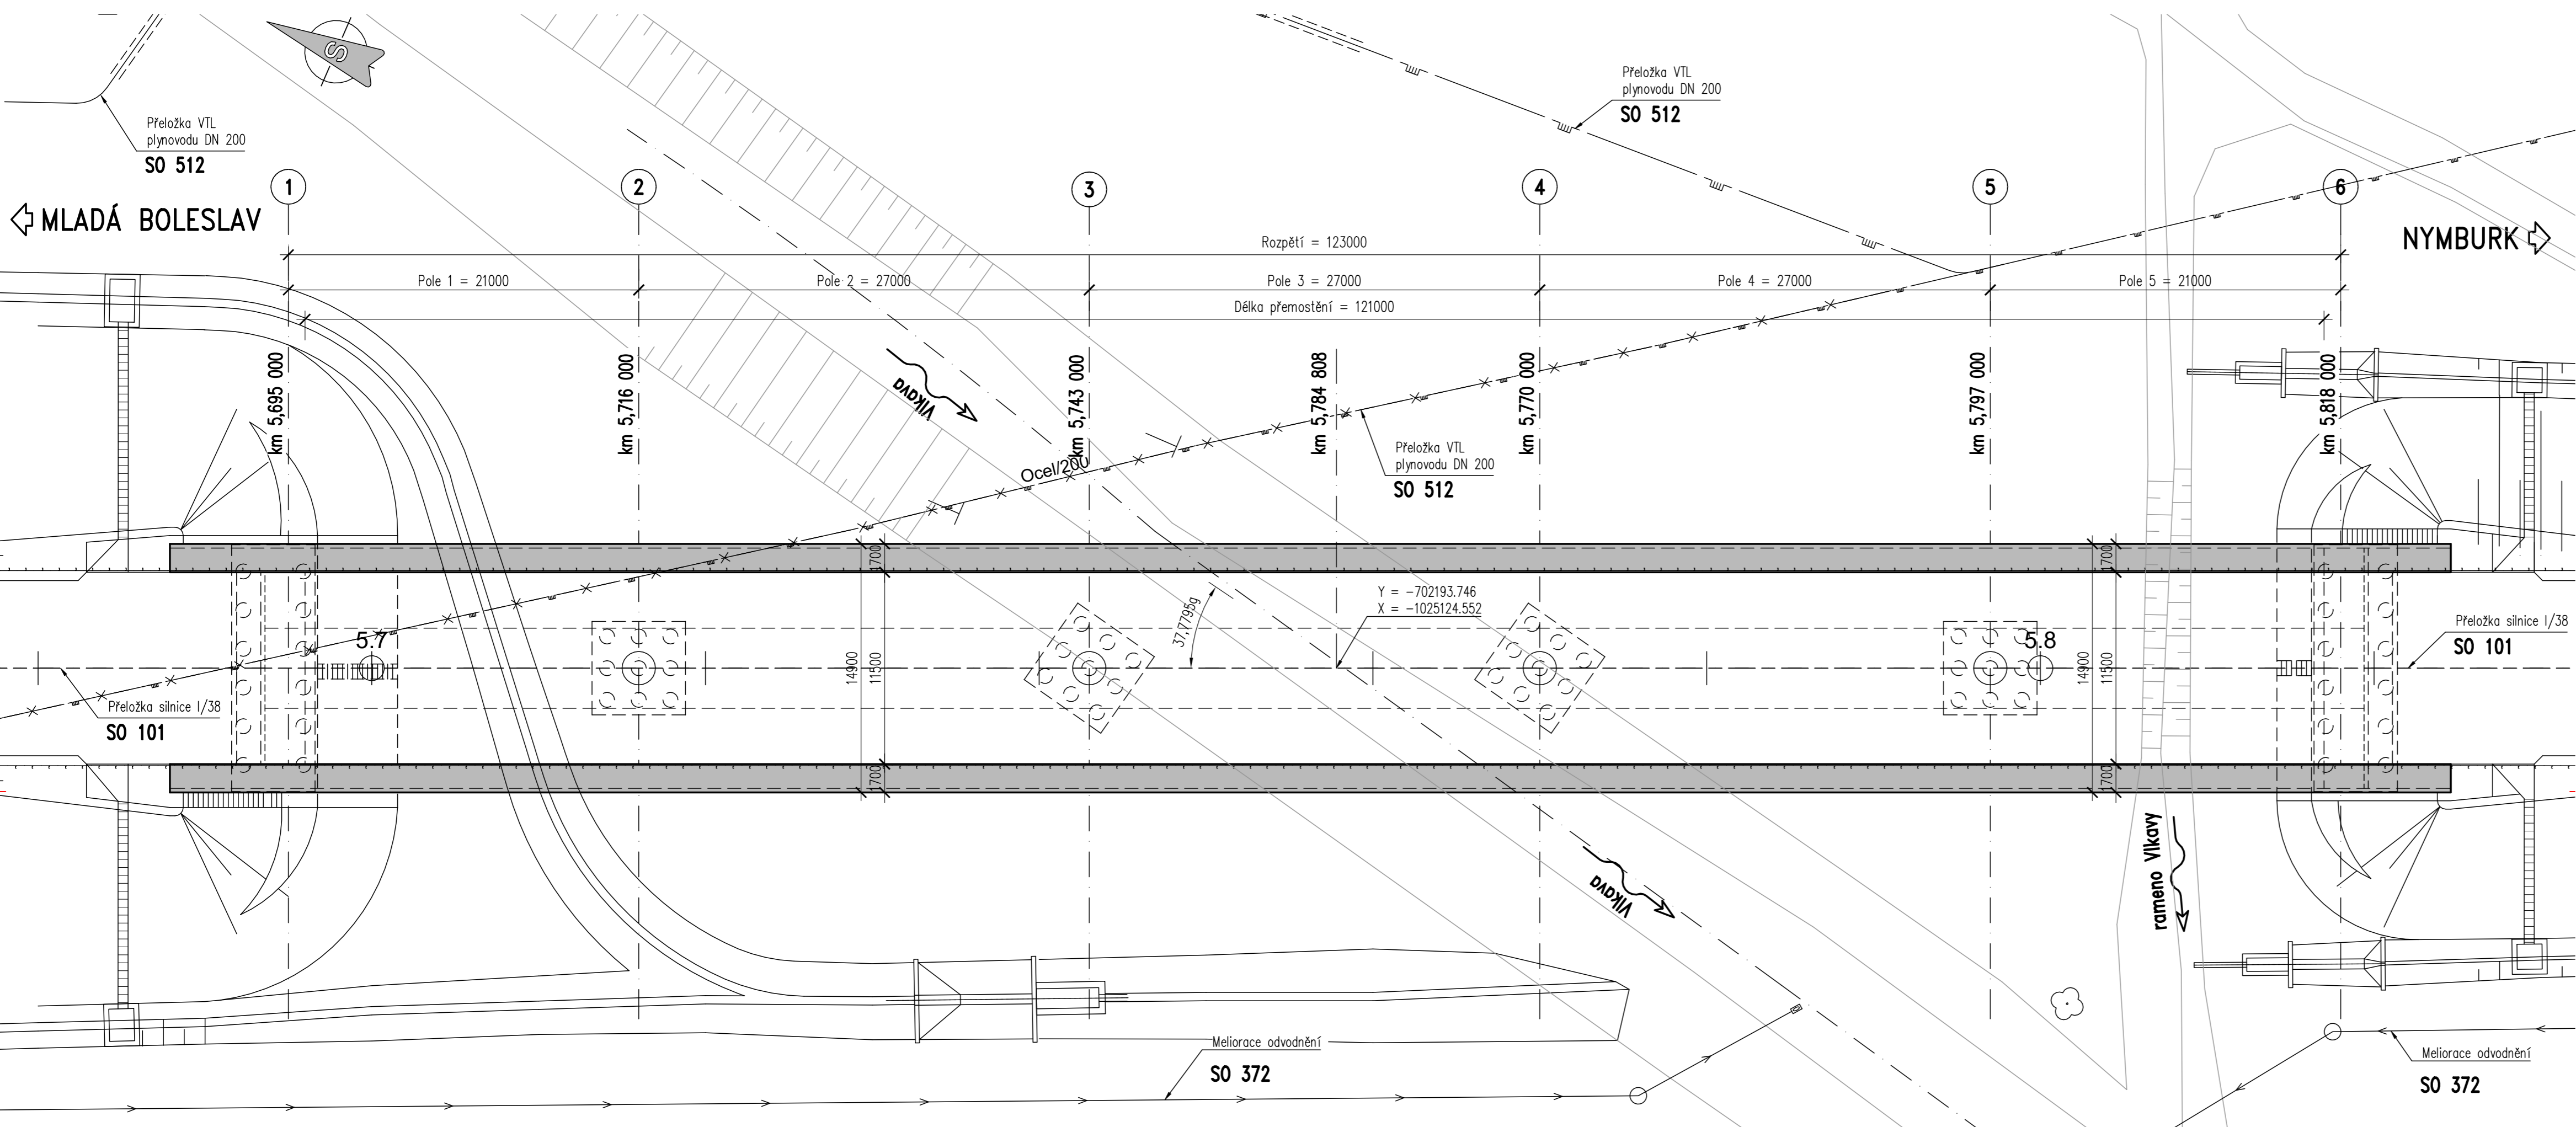 S
Přeložka VTL
plynovodu DN 200
SO 512
Přeložka VTL
plynovodu DN 200
SO 512
1
2
3
4
5
6
MLADÁ BOLESLAV
NYMBURK
Rozpětí = 123000
Pole 1 = 21000
Pole 2 = 27000
Pole 3 = 27000
Pole 4 = 27000
Pole 5 = 21000
Délka přemostění = 121000
km 5,695 000
km 5,716 000
km 5,743 000
km 5,784 808
km 5,770 000
km 5,797 000
km 5,818 000
Vlkava
Ocel/200
Přeložka VTL
plynovodu DN 200
SO 512
1700
1700
37,7795g
Y = -702193.746
X = -1025124.552
5.7
5.8
14900
11500
14900
11500
Přeložka silnice I/38
SO 101
Přeložka silnice I/38
SO 101
1700
1700
Vlkava
rameno Vlkavy
Meliorace odvodnění
SO 372
Meliorace odvodnění
SO 372